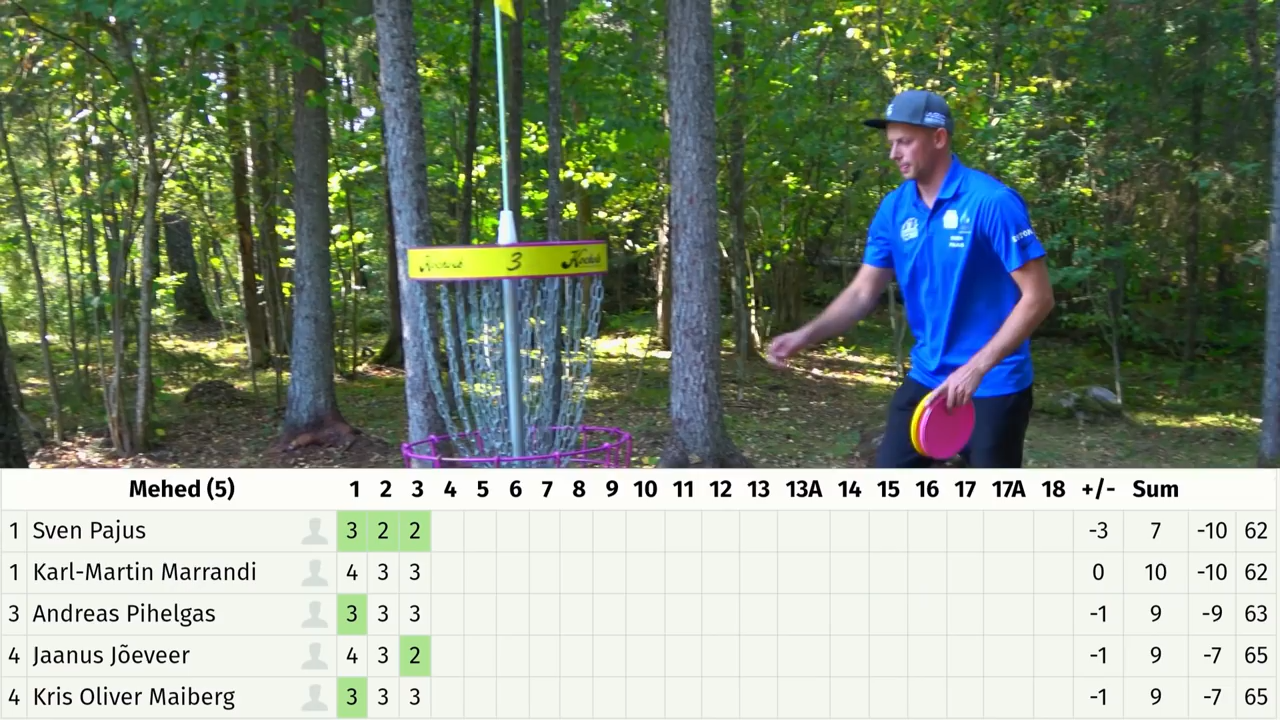 3
Mehed (5) 1 2 3 4 5 6 7 8 9 10 11 12 13 13A 14 15 16 17 17A 18 +/- Sum
1 Sven Pajus 3 2 2 -3 7 -10 62
1 Karl-Martin Marrandi 4 3 3 0 10 -10 62
3 Andreas Pihelgas 3 3 3 -1 9 -9 63
4 Jaanus Jõeveer 4 3 2 -1 9 -7 65
4 Kris Oliver Maiberg 3 3 3 -1 9 -7 65